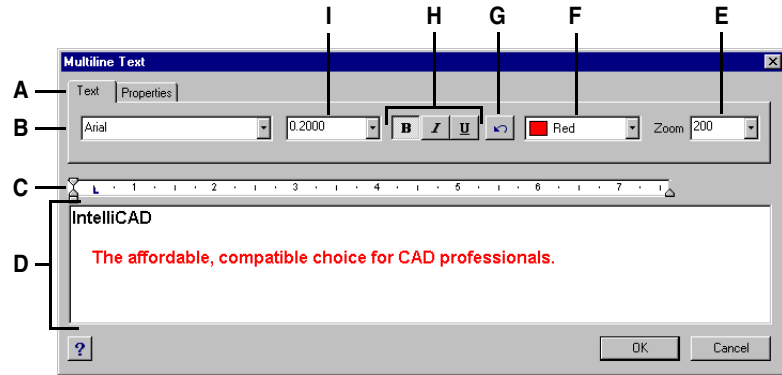 I H G F E
Multiline Text
A Text Properties
B Arial 0.2000 B I U Red Zoom 200
C 1 2 3 4 5 6 7
IntelliCAD
D The affordable, compatible choice for CAD professionals.
? OK Cancel